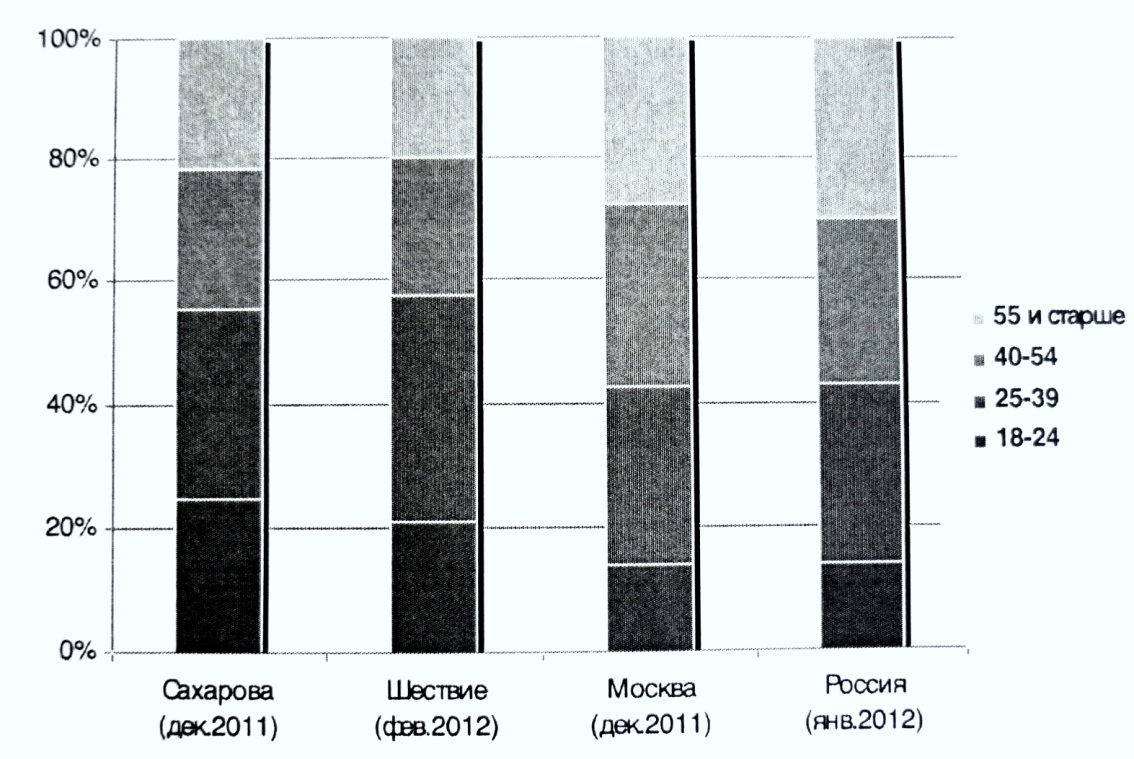 100%
80%
60%
40%
20%
0%
Сахарова
(дек.2011)
Шествие
(фев.2012)
Москва
(дек.2011)
Россия
(янв.2012)
55 и старше
40-54
25-39
18-24